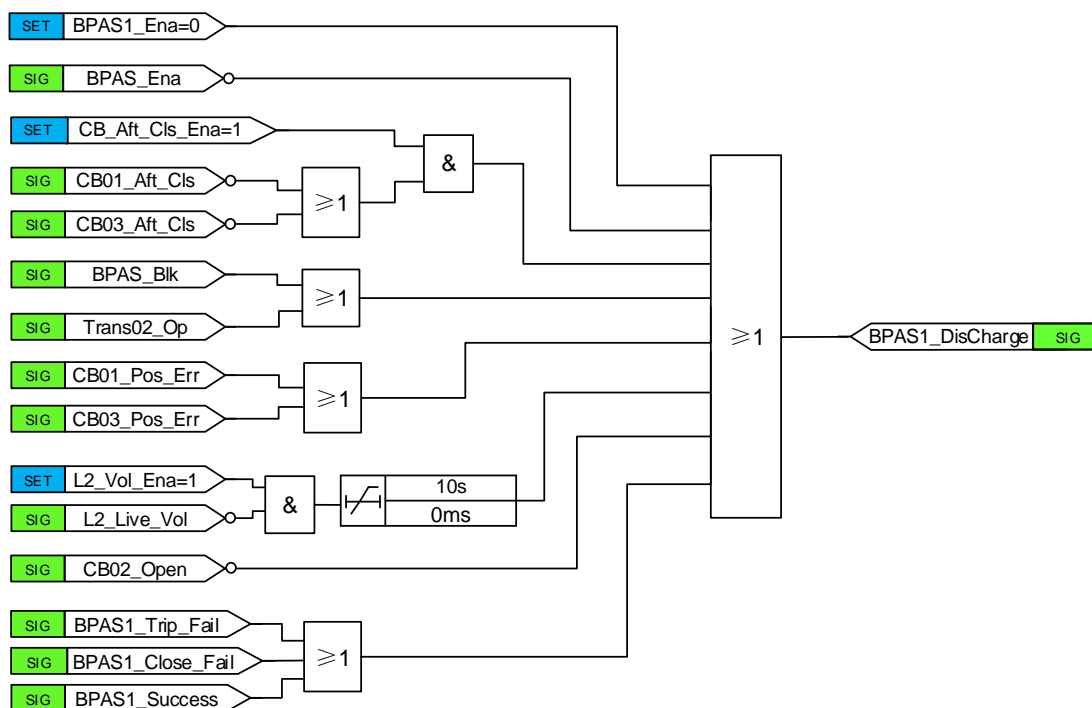 SET BPAS1_Ena=0
SIG BPAS_Ena
SET CB_Aft_Cls_Ena=1
&
SIG CB01_Aft_Cls
≥1
SIG CB03_Aft_Cls
SIG BPAS_Blk
≥1
SIG Trans02_Op
≥1
BPAS1_DisCharge SIG
SIG CB01_Pos_Err
≥1
SIG CB03_Pos_Err
SET L2_Vol_Ena=1
&
10s
0ms
SIG L2_Live_Vol
SIG CB02_Open
SIG BPAS1_Trip_Fail
≥1
SIG BPAS1_Close_Fail
SIG BPAS1_Success